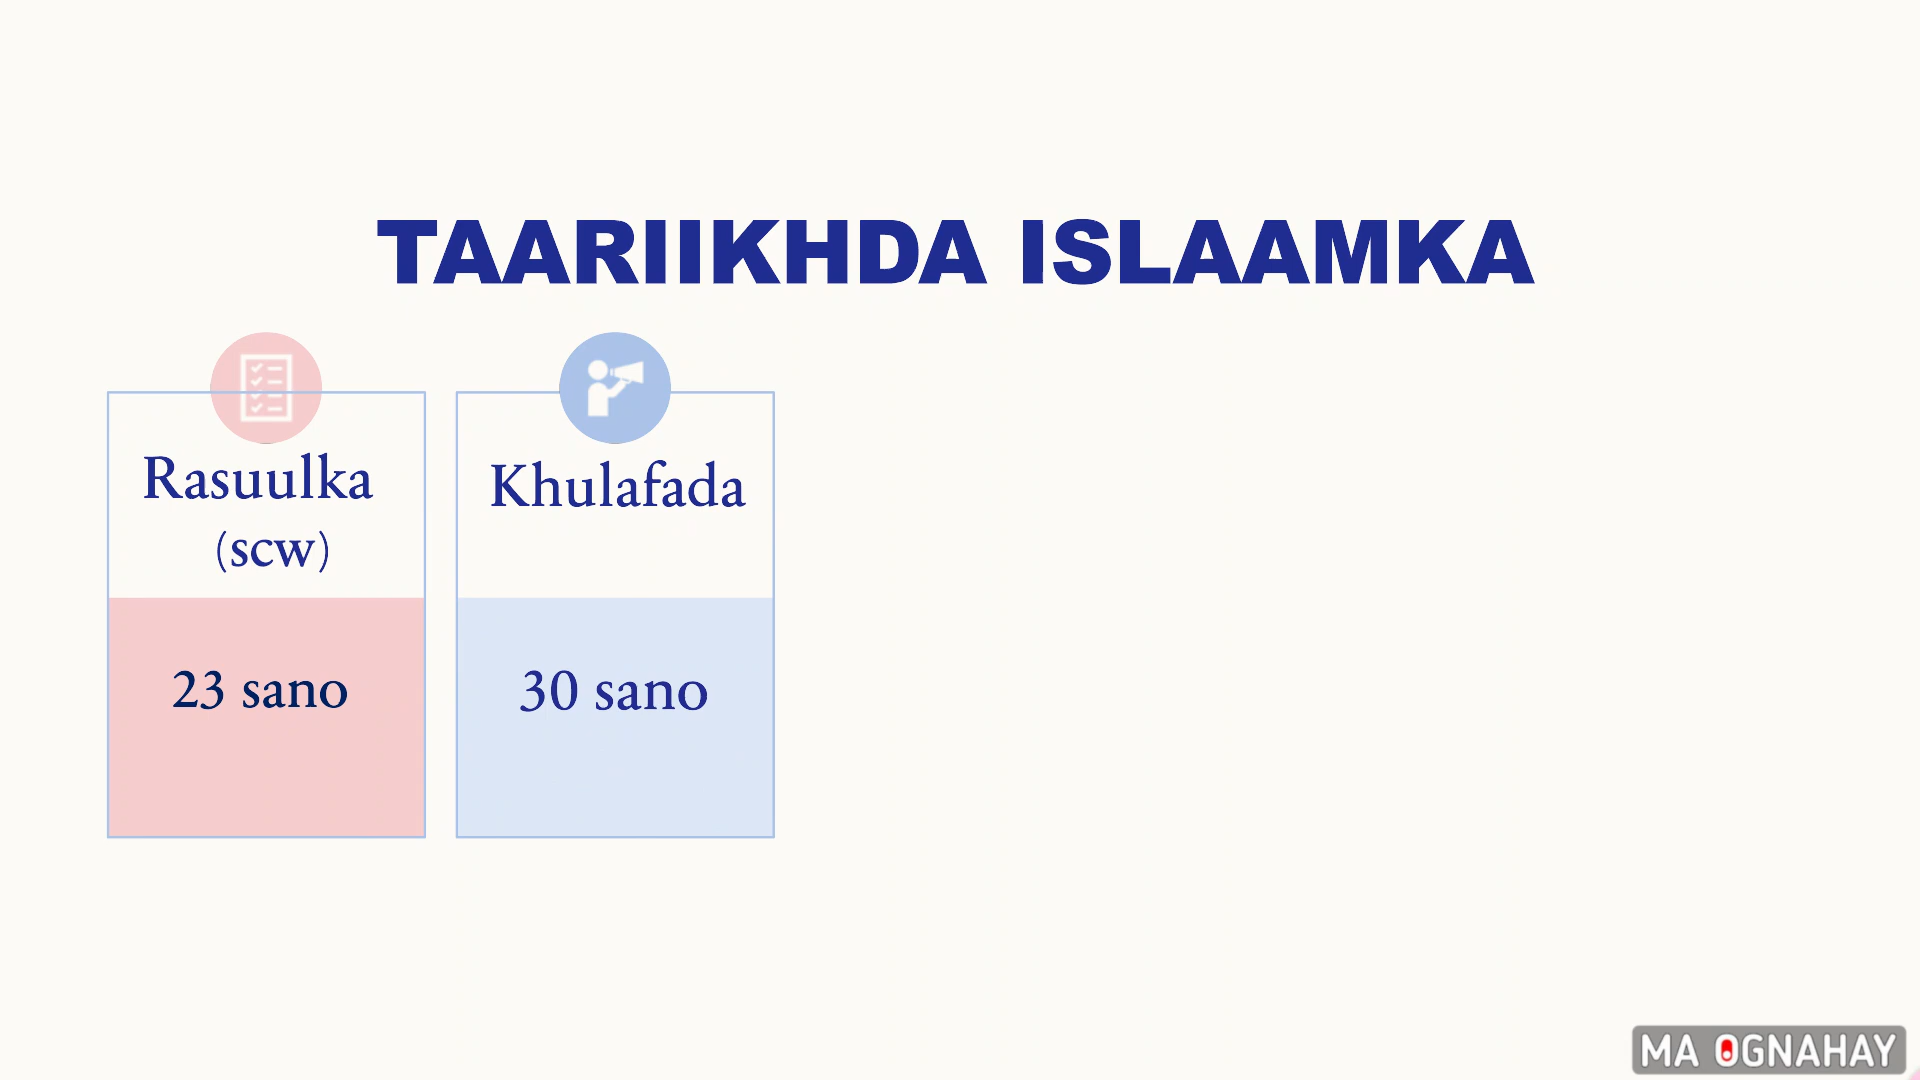 TAARIIKHDA ISLAAMKA
Rasuulka
(scw)
23 sano
Khulafada
30 sano
MA OGNAHAY